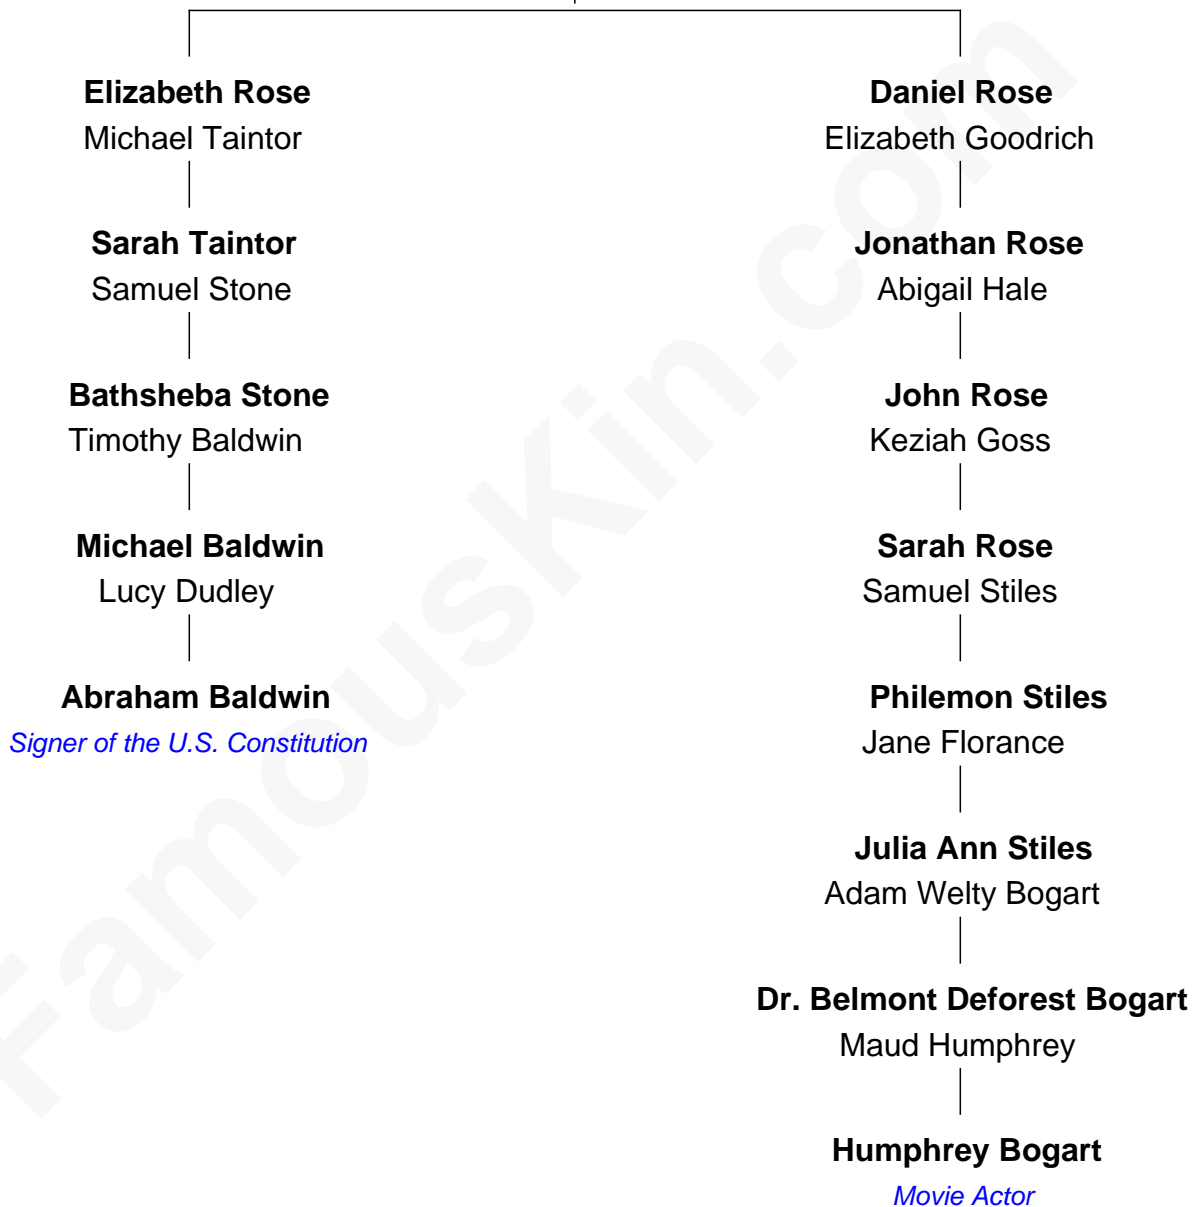 Elizabeth Rose
Michael Taintor
Sarah Taintor
Samuel Stone
Bathsheba Stone
Timothy Baldwin
Michael Baldwin
Lucy Dudley
Abraham Baldwin
Signer of the U.S. Constitution
Daniel Rose
Elizabeth Goodrich
Jonathan Rose
Abigail Hale
John Rose
Keziah Goss
Sarah Rose
Samuel Stiles
Philemon Stiles
Jane Florance
Julia Ann Stiles
Adam Welty Bogart
Dr. Belmont Deforest Bogart
Maud Humphrey
Humphrey Bogart
Movie Actor
FamousKin.com